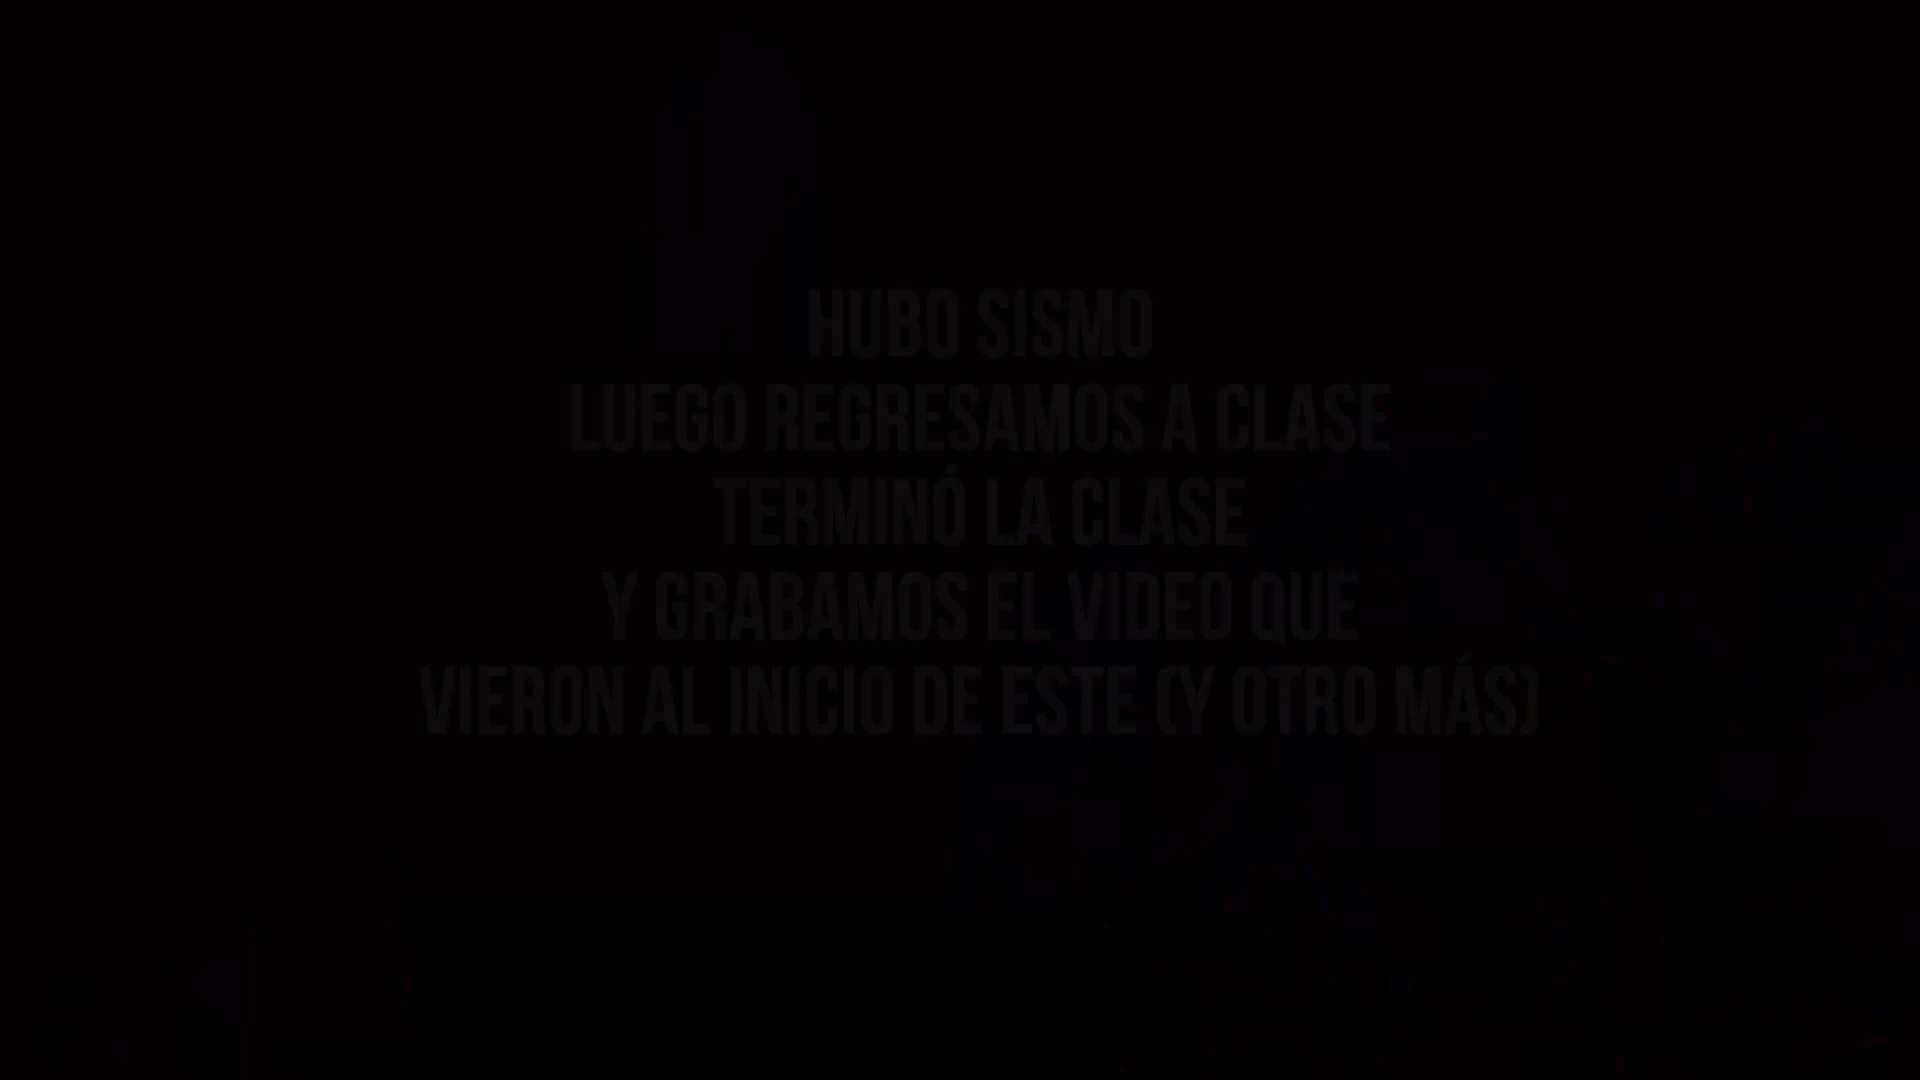 HUBO SISMO
LUEGO REGRESAMOS A CLASE
TERMINÓ LA CLASE
Y GRABAMOS EL VIDEO QUE
VIERON AL INICIO DE ESTE (Y OTRO MÁS)